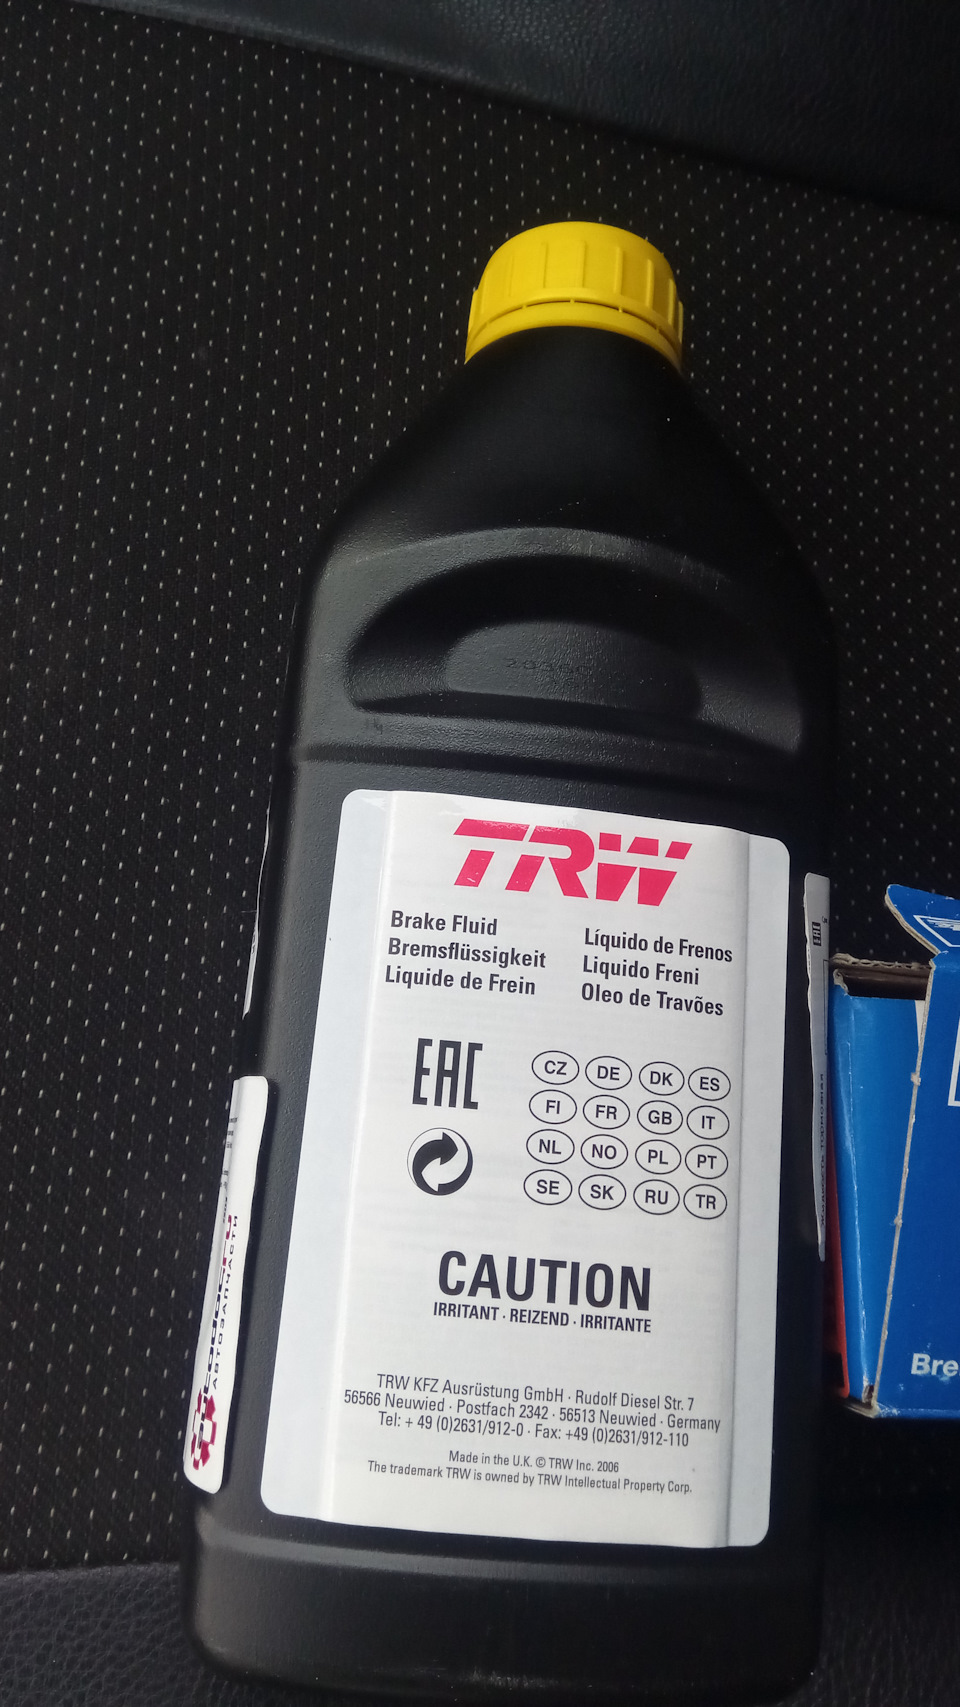 TRW
Brake Fluid
Bremsflüssigkeit
Liquide de Frein
Líquido de Frenos
Liquido Freni
Oleo de Travões
EAC
CZ DE DK ES
FI FR GB IT
NL NO PL PT
SE SK RU TR
CAUTION
IRRITANT · REIZEND · IRRITANTE
TRW KFZ Ausrüstung GmbH · Rudolf Diesel Str. 7
56566 Neuwied · Postfach 2342 · 56513 Neuwied · Germany
Tel: + 49 (0)2631/912-0 · Fax: +49 (0)2631/912-110
Made in the U.K. © TRW Inc. 2006
The trademark TRW is owned by TRW Intellectual Property Corp.
АВТОЗАПЧАСТИ
EAC
Bre